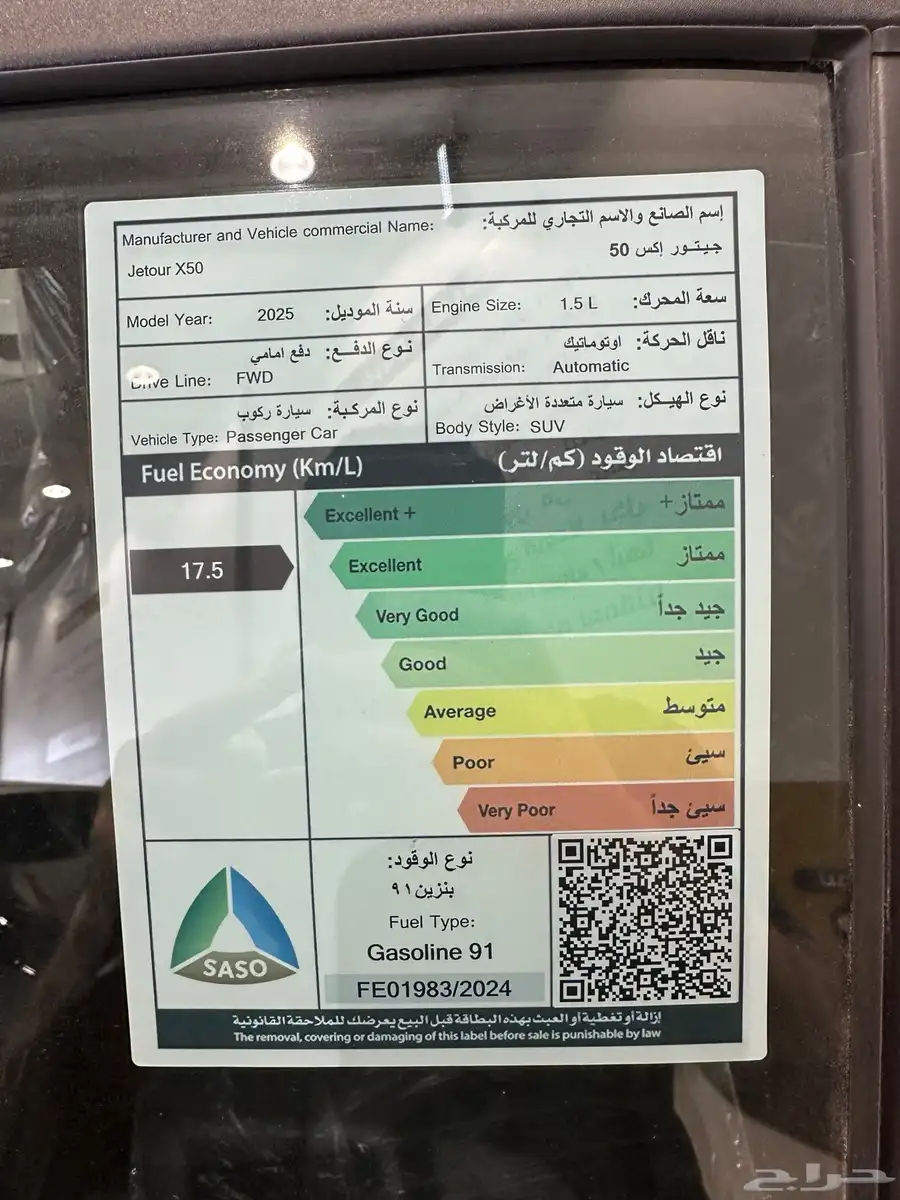 Manufacturer and Vehicle commercial Name: إسم الصانع والاسم التجاري للمركبة:
Jetour X50 جيتور إكس 50
Model Year: 2025 سنة الموديل:
Engine Size: 1.5 L سعة المحرك:
نوع الدفع: دفع امامي
Drive Line: FWD
ناقل الحركة: اوتوماتيك
Transmission: Automatic
نوع المركبة: سيارة ركوب
Vehicle Type: Passenger Car
نوع الهيكل: سيارة متعددة الأغراض
Body Style: SUV
Fuel Economy (Km/L) اقتصاد الوقود (كم/لتر)
17.5
Excellent + ممتاز+
Excellent ممتاز
Very Good جيد جداً
Good جيد
Average متوسط
Poor سيئ
Very Poor سيئ جداً
SASO
نوع الوقود:
بنزين ٩١
Fuel Type:
Gasoline 91
FE01983/2024
إزالة أو تغطية أو العبث بهذه البطاقة قبل البيع يعرضك للملاحقة القانونية
The removal, covering or damaging of this label before sale is punishable by law
حراج